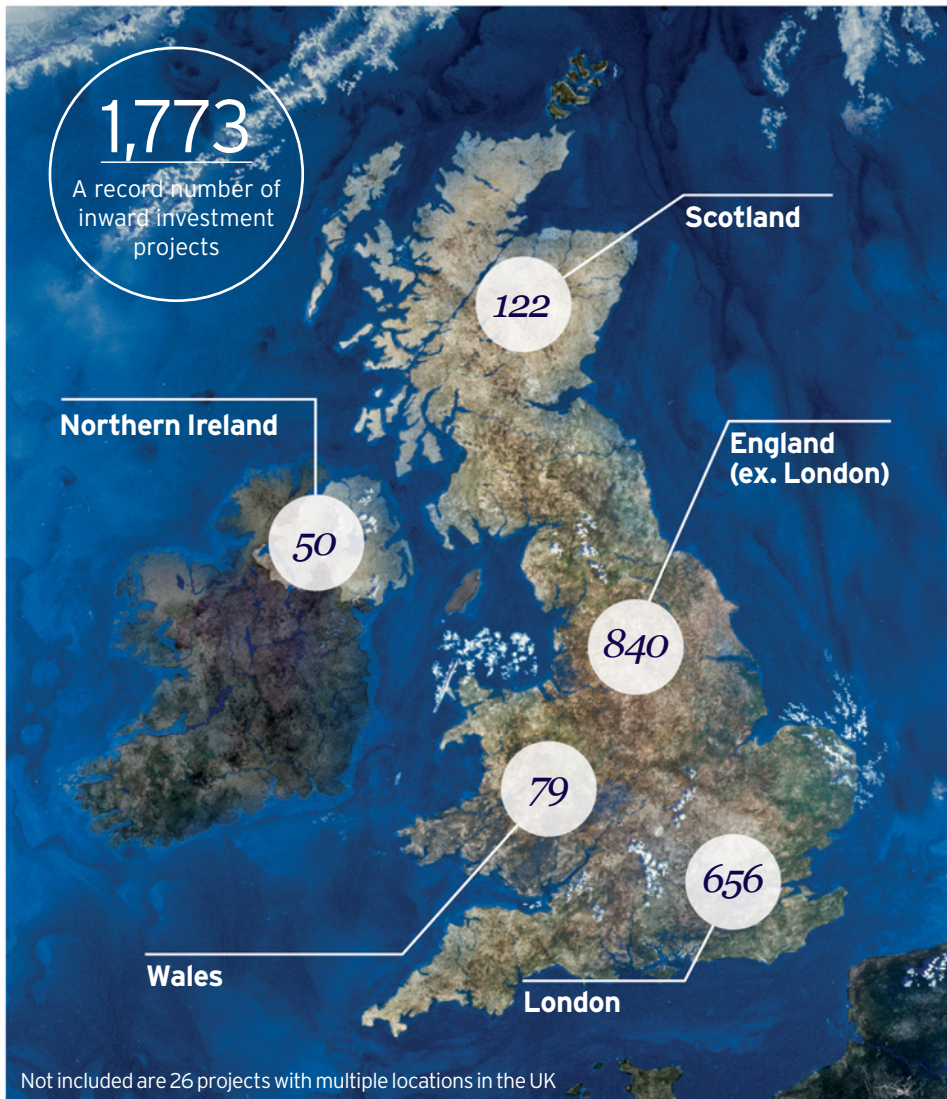 1,773
A record number of
inward investment
projects
Scotland
122
Northern Ireland
50
England
(ex. London)
840
79
Wales
656
London
Not included are 26 projects with multiple locations in the UK